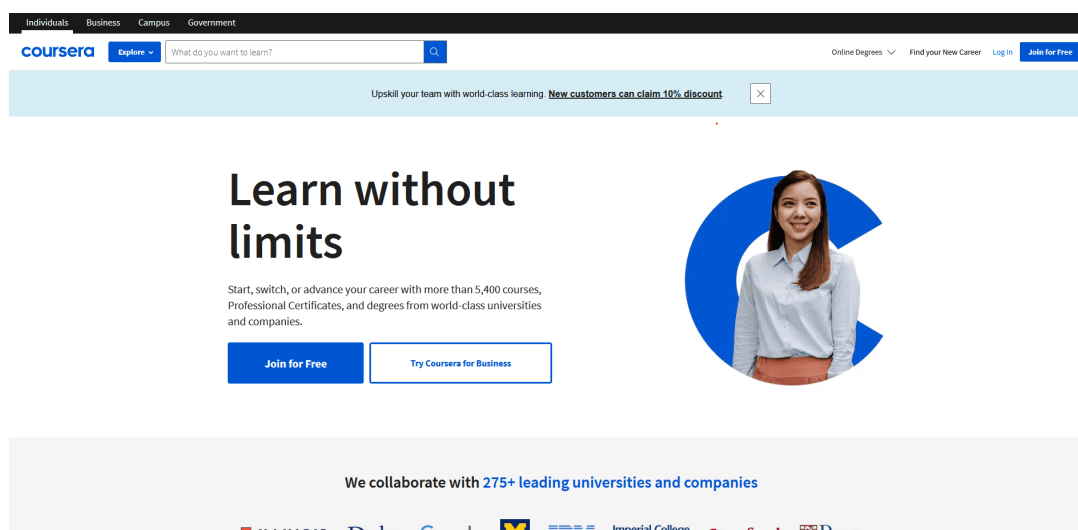 Individuals Business Campus Government
coursera Explore What do you want to learn? Online Degrees Find your New Career Log In Join for Free
Upskill your team with world-class learning. New customers can claim 10% discount.
Learn without
limits
Start, switch, or advance your career with more than 5,400 courses,
Professional Certificates, and degrees from world-class universities
and companies.
Join for Free Try Coursera for Business
We collaborate with 275+ leading universities and companies
Imperial College